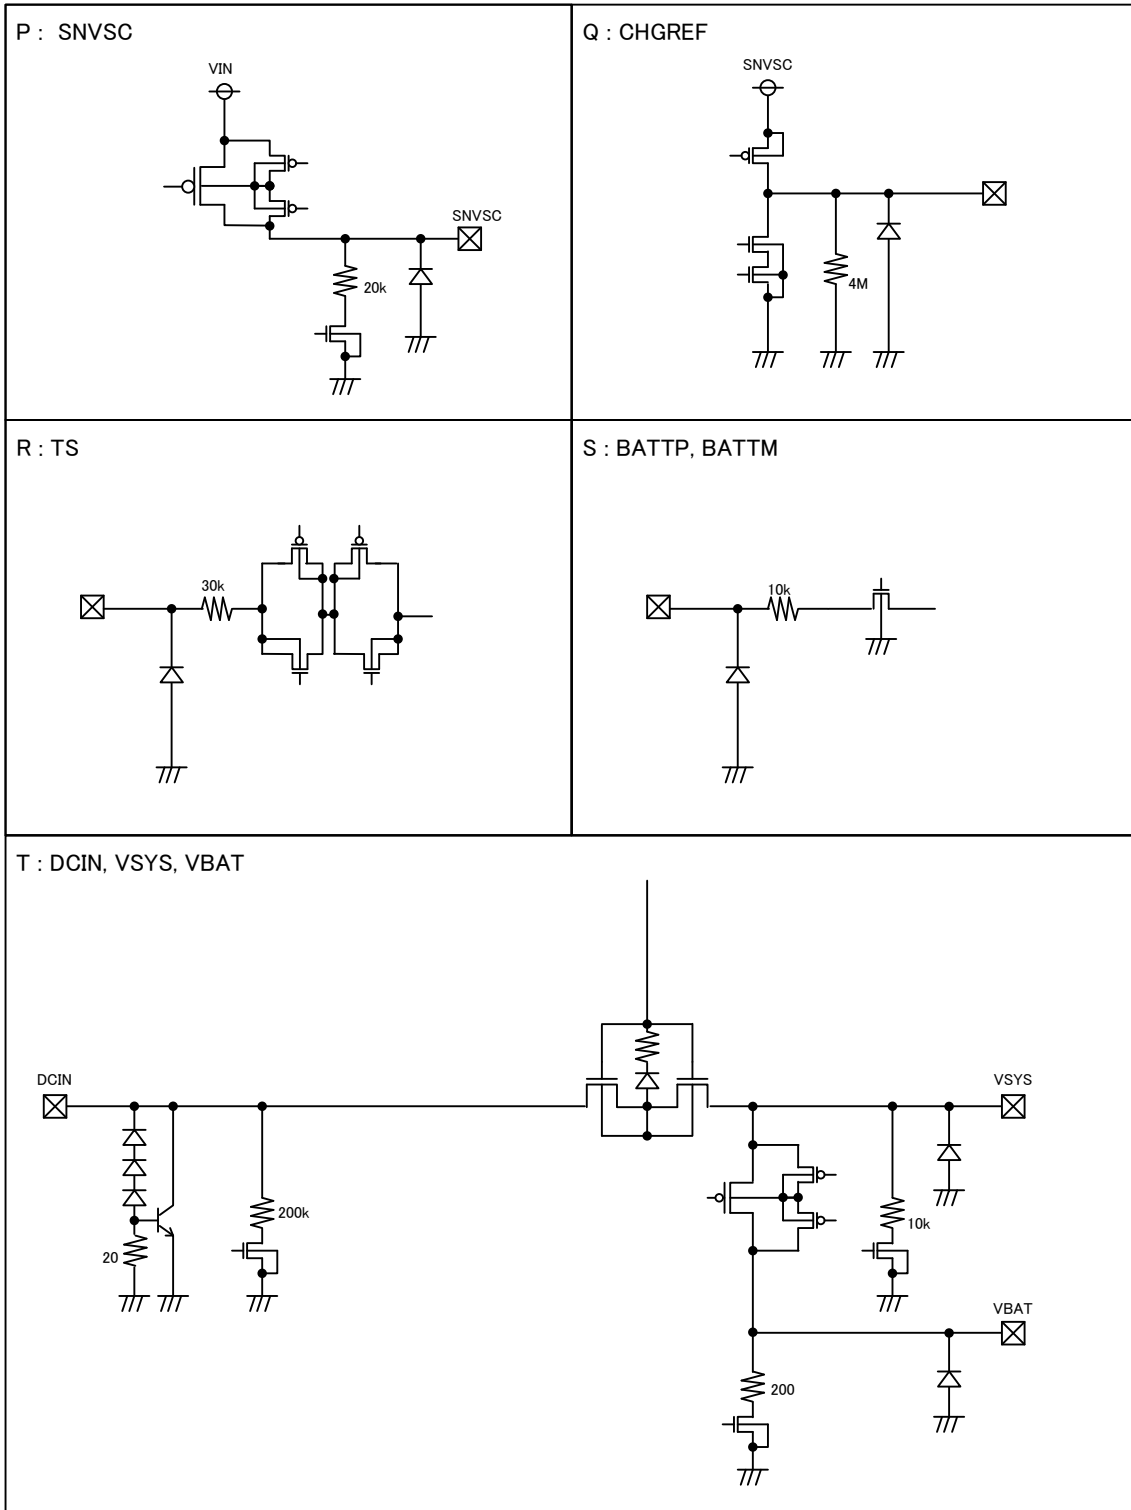 P : SNVSC
VIN
SNVSC
20k
Q : CHGREF
SNVSC
4M
R : TS
30k
S : BATTP, BATTM
10k
T : DCIN, VSYS, VBAT
DCIN
VSYS
200k
10k
20
VBAT
200